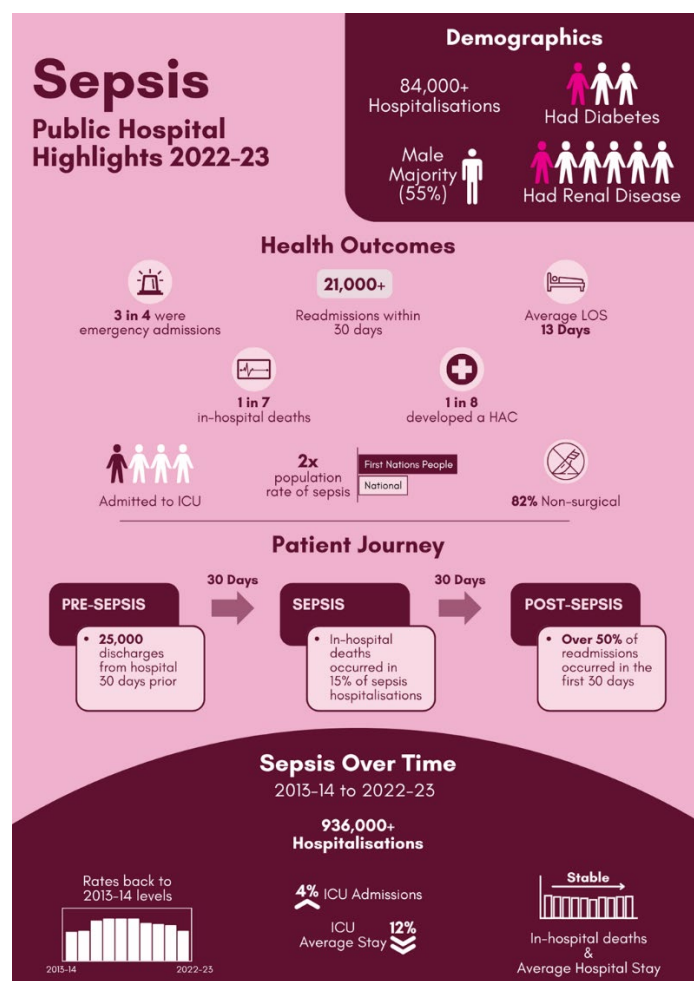 Sepsis
Public Hospital
Highlights 2022-23
Demographics
84,000+
Hospitalisations
Had Diabetes
Male
Majority
(55%)
Had Renal Disease
Health Outcomes
3 in 4 were
emergency admissions
21,000+
Readmissions within
30 days
Average LOS
13 Days
1 in 7
in-hospital deaths
1 in 8
developed a HAC
Admitted to ICU
2x
population
rate of sepsis
First Nations People
National
82% Non-surgical
Patient Journey
PRE-SEPSIS
30 Days
SEPSIS
30 Days
POST-SEPSIS
• 25,000
discharges
from hospital
30 days prior
• In-hospital
deaths
occurred in
15% of sepsis
hospitalisations
• Over 50% of
readmissions
occurred in the
first 30 days
Sepsis Over Time
2013-14 to 2022-23
936,000+
Hospitalisations
Rates back to
2013-14 levels
2013-14
2022-23
4% ICU Admissions
ICU
Average Stay
12%
Stable
In-hospital deaths
&
Average Hospital Stay